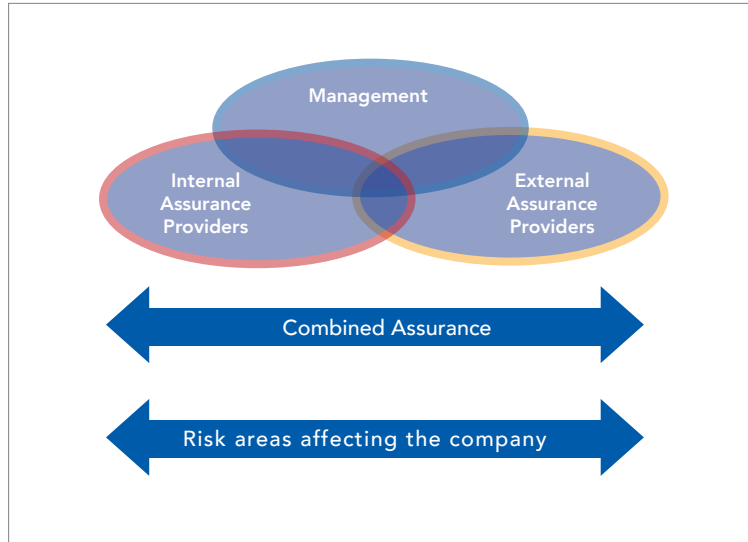 Management
Internal
Assurance
Providers
External
Assurance
Providers
Combined Assurance
Risk areas affecting the company